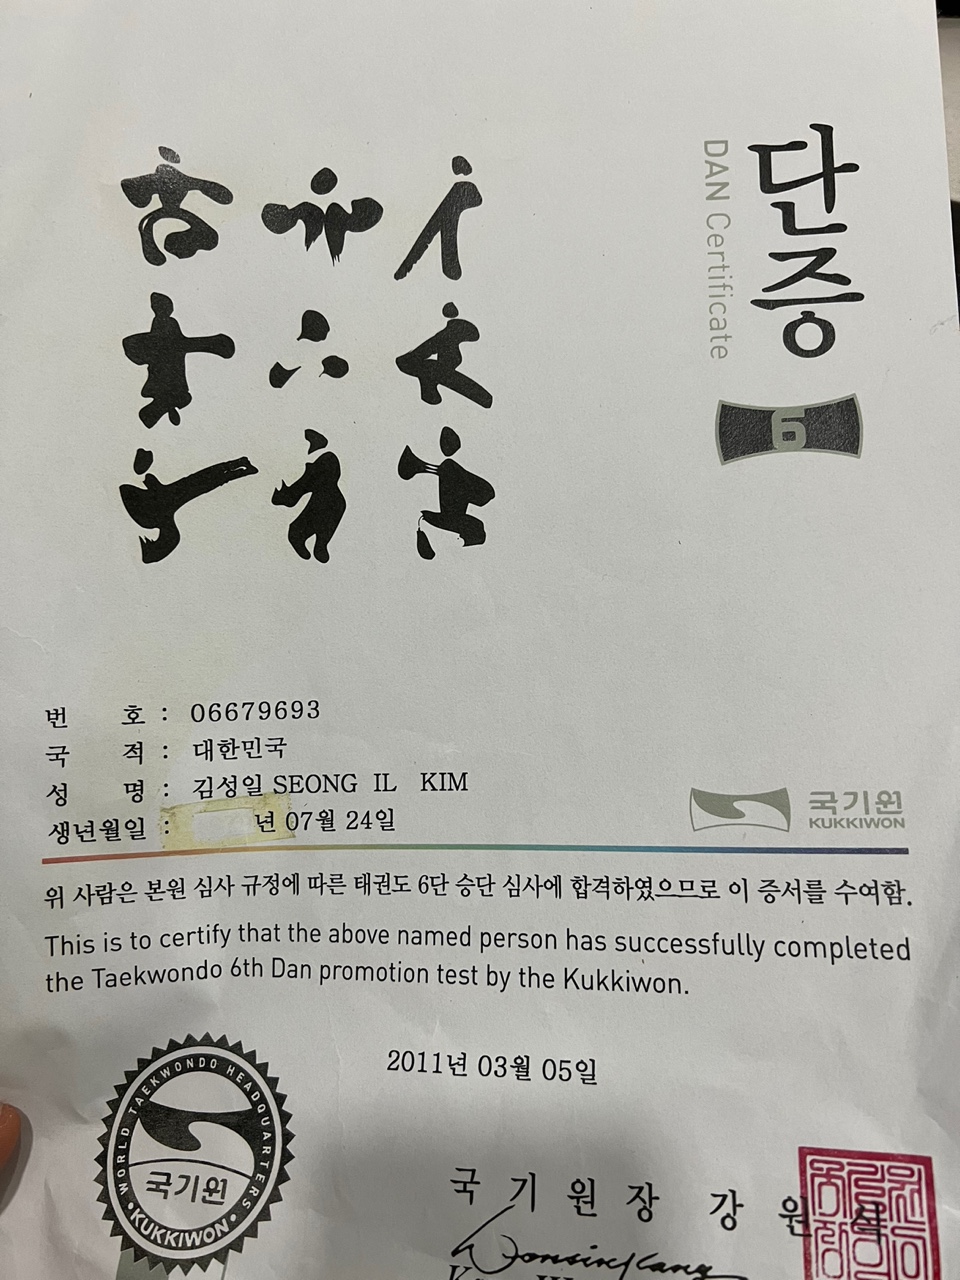 단증
DAN Certificate
6
번 호 : 06679693
국 적 : 대한민국
성 명 : 김성일 SEONG IL KIM
생년월일 : 년 07월 24일
국기원
KUKKIWON
위 사람은 본원 심사 규정에 따른 태권도 6단 승단 심사에 합격하였으므로 이 증서를 수여함.
This is to certify that the above named person has successfully completed
the Taekwondo 6th Dan promotion test by the Kukkiwon.
2011년 03월 05일
WORLD TAEKWONDO HEADQUARTERS
국기원
KUKKIWON
국 기 원 장 강 원 식